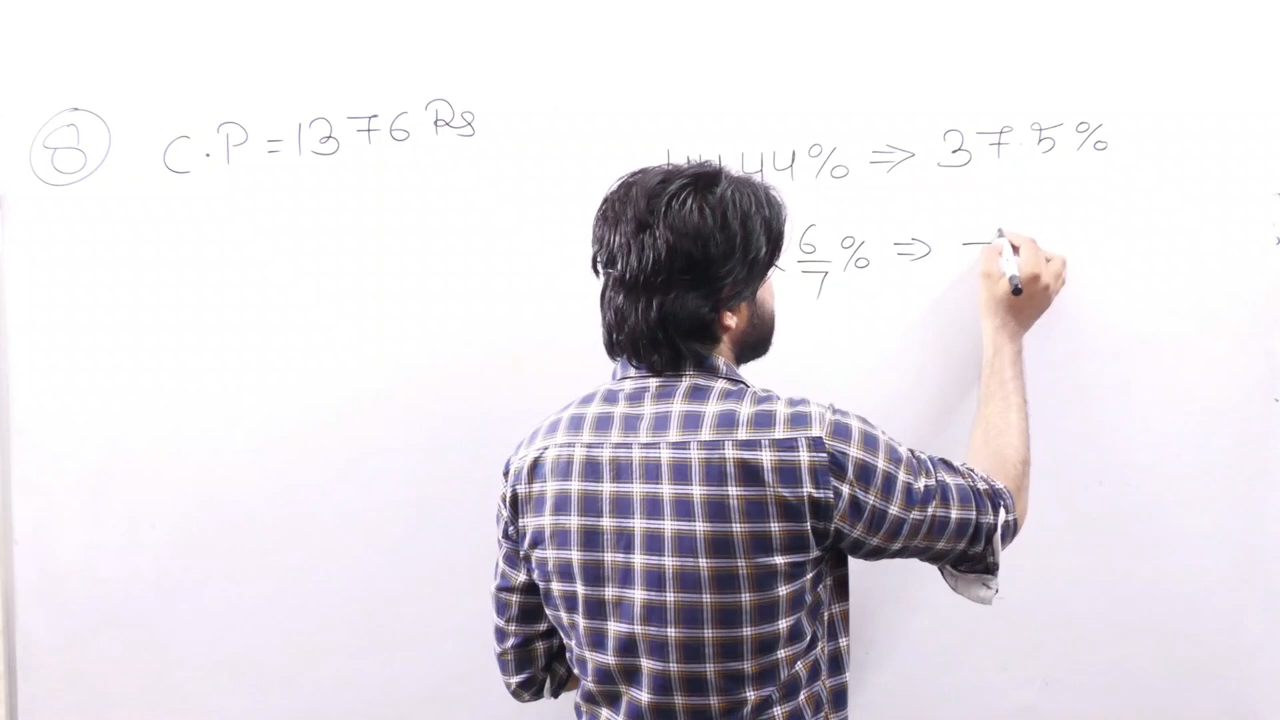 ⑧ C.P = 1376 Rs
44% ⇒ 37.5%
6/7% ⇒